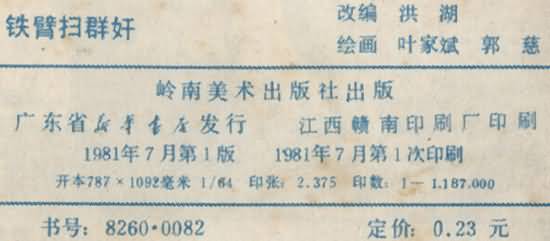 铁臂扫群奸
改编 洪湖
绘画 叶家斌 郭慈
岭南美术出版社出版
广东省新华书店发行 江西赣南印刷厂印刷
1981年7月第1版 1981年7月第1次印刷
开本787×1092毫米 1/64 印张: 2.375 印数: 1—1.187.000
书号: 8260·0082 定价: 0.23 元